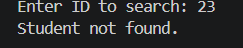 Enter ID to search: 23
Student not found.